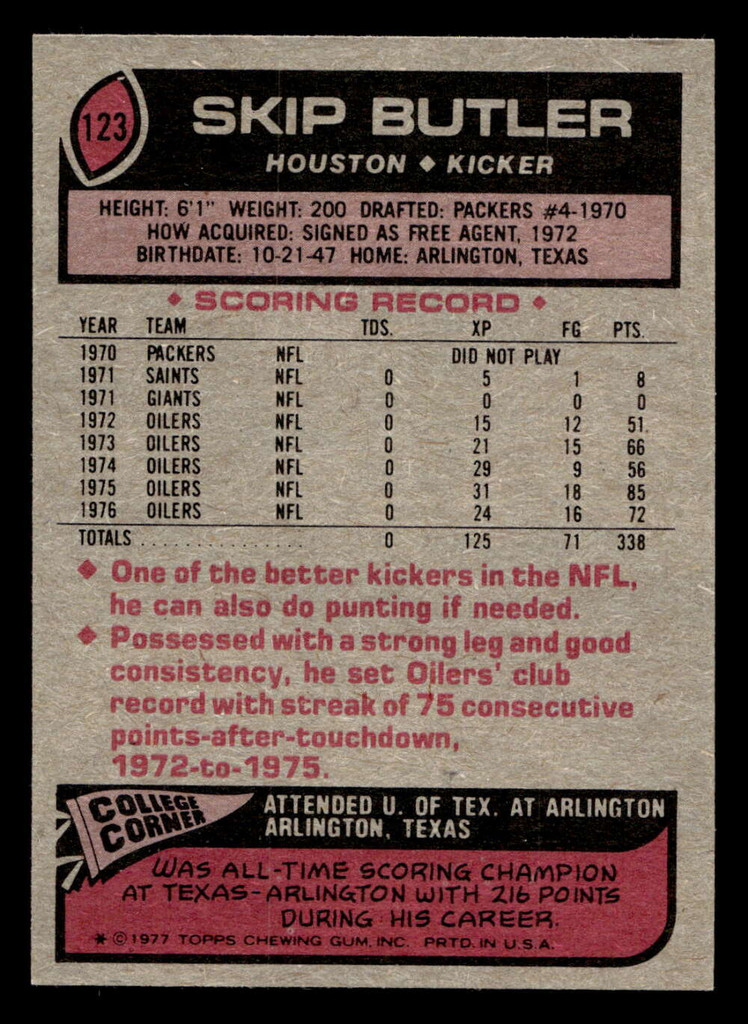 123
SKIP BUTLER
HOUSTON ◆ KICKER
HEIGHT: 6'1" WEIGHT: 200 DRAFTED: PACKERS #4-1970
HOW ACQUIRED: SIGNED AS FREE AGENT, 1972
BIRTHDATE: 10-21-47 HOME: ARLINGTON, TEXAS
◆ SCORING RECORD ◆
YEAR TEAM TDS. XP FG PTS.
1970 PACKERS NFL DID NOT PLAY
1971 SAINTS NFL 0 5 1 8
1971 GIANTS NFL 0 0 0 0
1972 OILERS NFL 0 15 12 51
1973 OILERS NFL 0 21 15 66
1974 OILERS NFL 0 29 9 56
1975 OILERS NFL 0 31 18 85
1976 OILERS NFL 0 24 16 72
TOTALS . . . . . . . . . . . . . . . . 0 125 71 338
◆ One of the better kickers in the NFL,
he can also do punting if needed.
◆ Possessed with a strong leg and good
consistency, he set Oilers' club
record with streak of 75 consecutive
points-after-touchdown,
1972-to-1975.
COLLEGE
CORNER
ATTENDED U. OF TEX. AT ARLINGTON
ARLINGTON, TEXAS
WAS ALL-TIME SCORING CHAMPION
AT TEXAS-ARLINGTON WITH 216 POINTS
DURING HIS CAREER.
* © 1977 TOPPS CHEWING GUM, INC. PRTD. IN U.S.A.